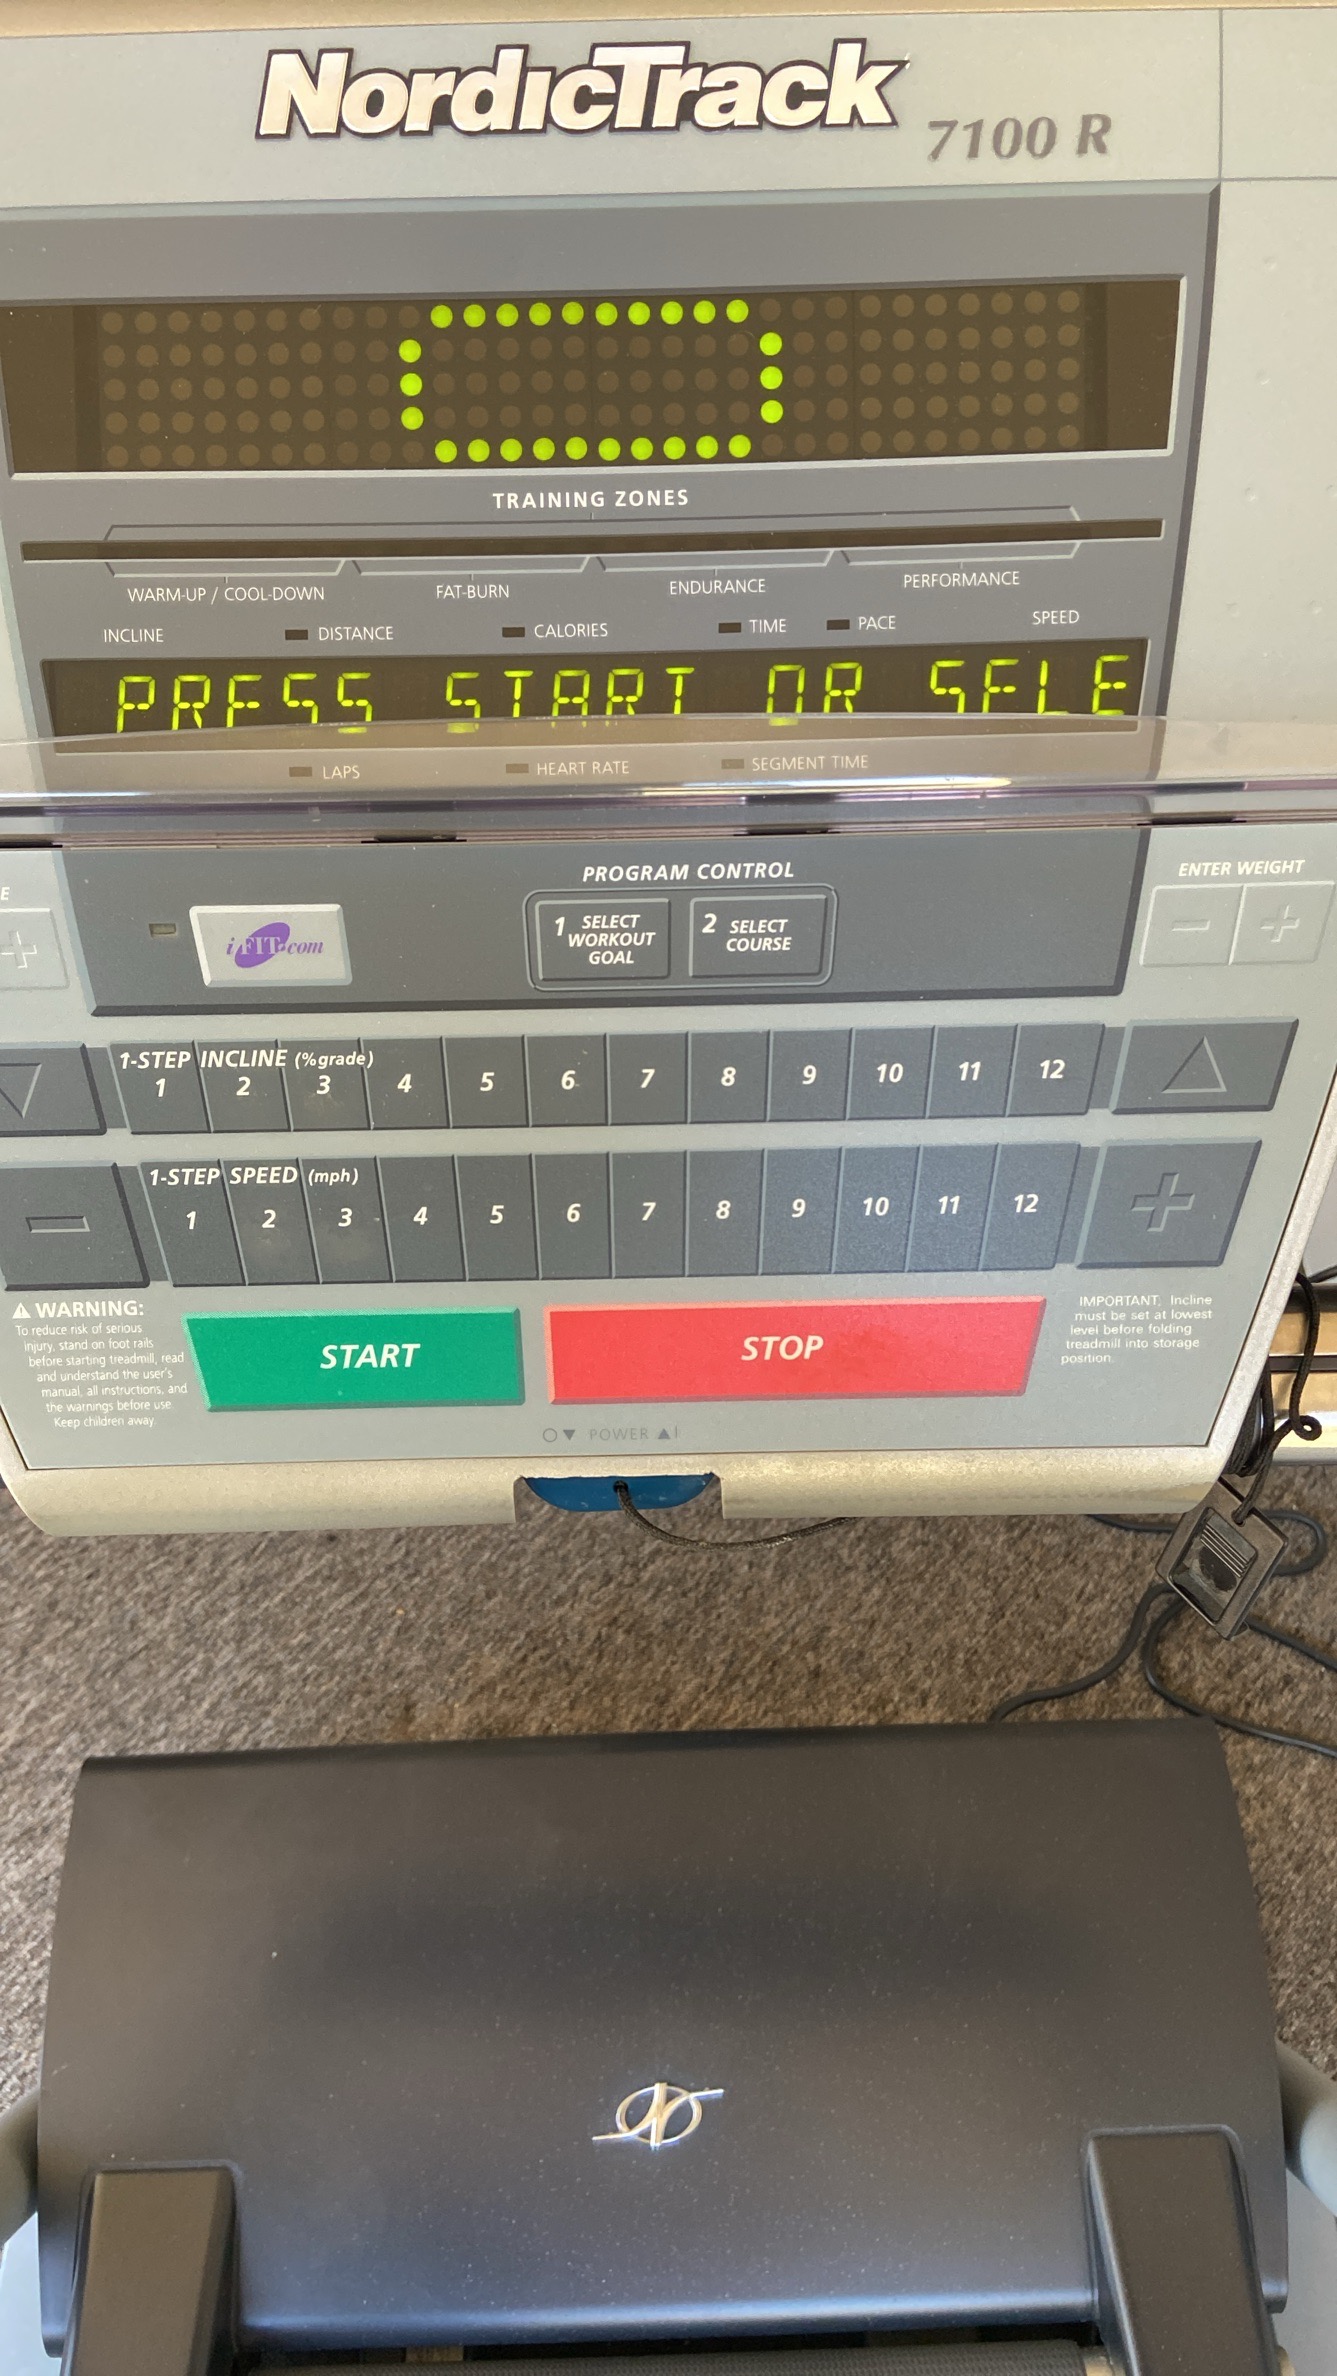 NordicTrack
7100 R
TRAINING ZONES
WARM-UP / COOL-DOWN FAT-BURN ENDURANCE PERFORMANCE
INCLINE DISTANCE CALORIES TIME PACE SPEED
PRESS START OR SELE
LAPS HEART RATE SEGMENT TIME
PROGRAM CONTROL
ENTER WEIGHT
E
+
iFIT.com
1 SELECT
WORKOUT
GOAL
2 SELECT
COURSE
− +
1-STEP INCLINE (%grade)
1 2 3 4 5 6 7 8 9 10 11 12
1-STEP SPEED (mph)
− 1 2 3 4 5 6 7 8 9 10 11 12 +
⚠ WARNING:
To reduce risk of serious
injury, stand on foot rails
before starting treadmill, read
and understand the user's
manual, all instructions, and
the warnings before use.
Keep children away.
START
STOP
IMPORTANT: Incline
must be set at lowest
level before folding
treadmill into storage
position.
O▼ POWER ▲I